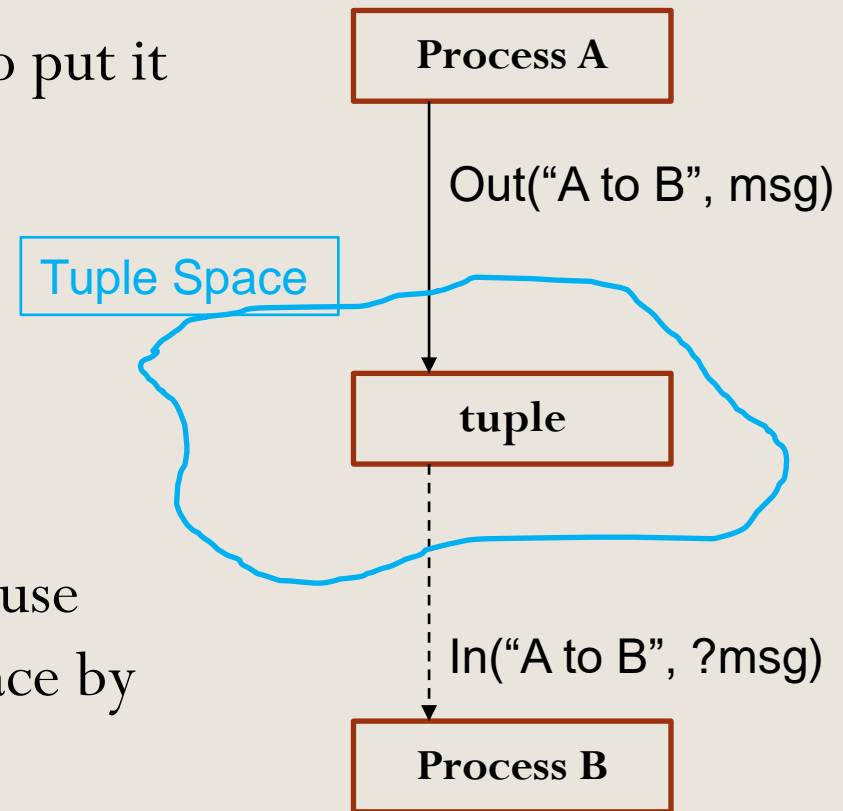 o put it
Process A
Out(“A to B”, msg)
Tuple Space
tuple
use
ace by
In(“A to B”, ?msg)
Process B